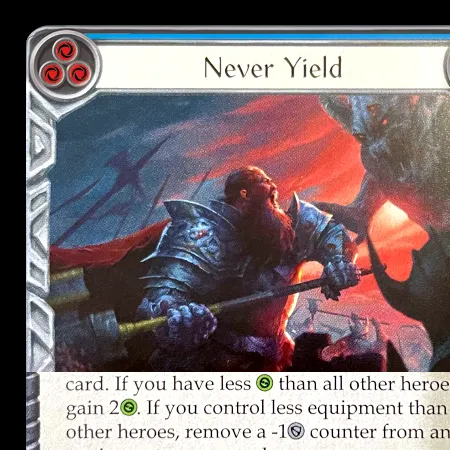 Never Yield
card. If you have less than all other heroe
gain 2. If you control less equipment than
other heroes, remove a -1 counter from an